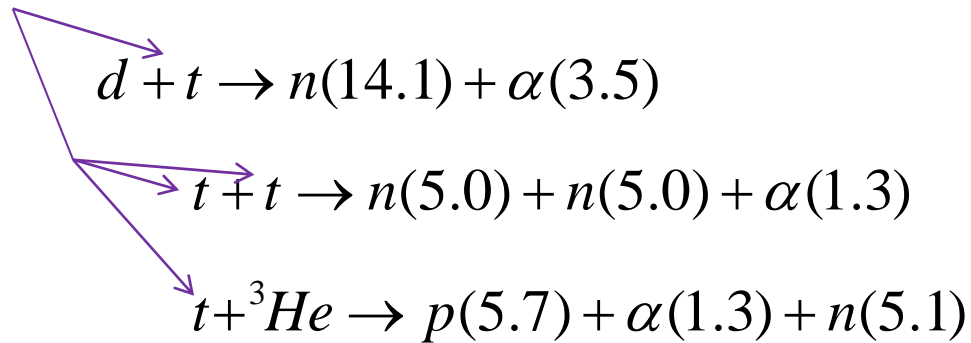 d + t → n(14.1) + α(3.5)
t + t → n(5.0) + n(5.0) + α(1.3)
t+³He → p(5.7) + α(1.3) + n(5.1)